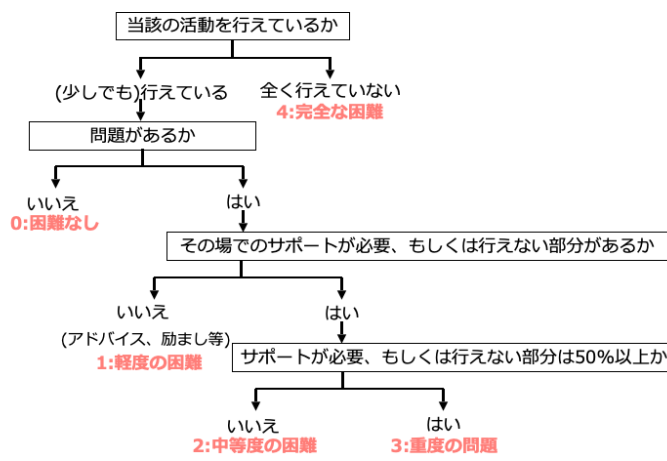 当該の活動を行えているか
(少しでも)行えている
全く行えていない
4:完全な困難
問題があるか
いいえ
0:困難なし
はい
その場でのサポートが必要、もしくは行えない部分があるか
いいえ
(アドバイス、励まし等)
1:軽度の困難
はい
サポートが必要、もしくは行えない部分は50%以上か
いいえ
2:中等度の困難
はい
3:重度の問題